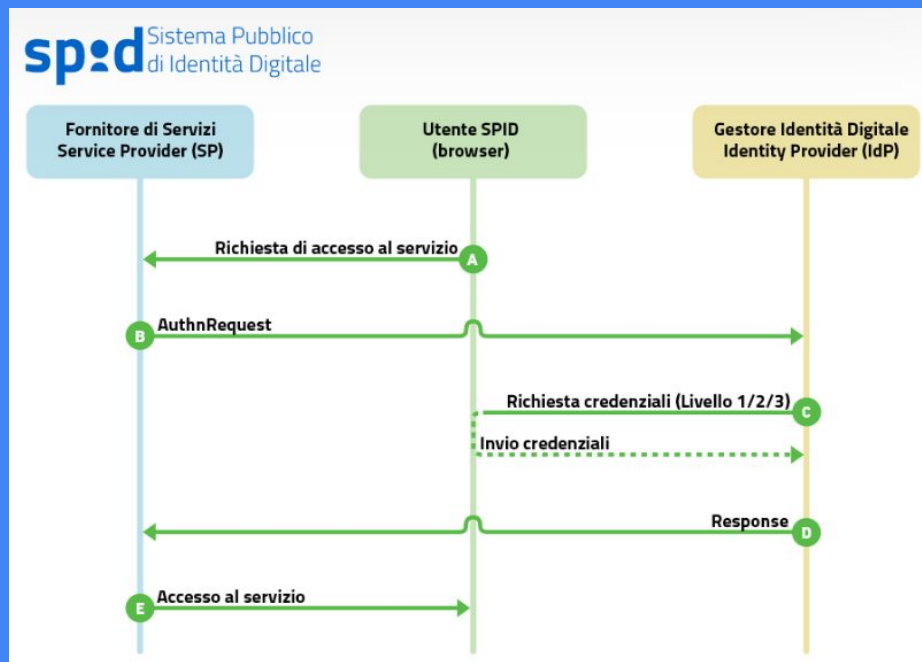 spid
Sistema Pubblico
di Identità Digitale
Fornitore di Servizi
Service Provider (SP)
Utente SPID
(browser)
Gestore Identità Digitale
Identity Provider (IdP)
Richiesta di accesso al servizio
A
B
AuthnRequest
Richiesta credenziali (Livello 1/2/3)
C
Invio credenziali
Response
D
E
Accesso al servizio